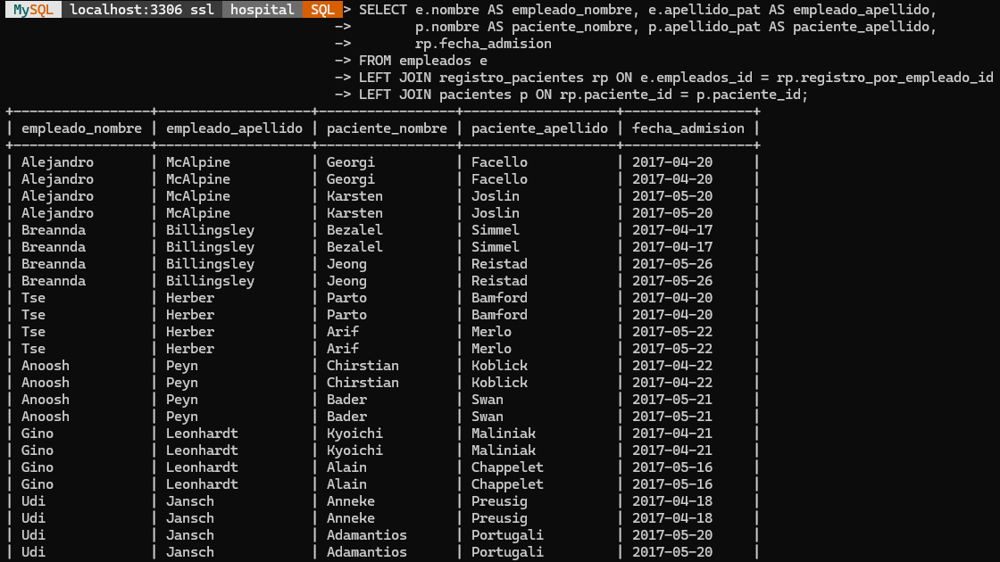 MySQL localhost:3306 ssl hospital SQL > SELECT e.nombre AS empleado_nombre, e.apellido_pat AS empleado_apellido,
-> p.nombre AS paciente_nombre, p.apellido_pat AS paciente_apellido,
-> rp.fecha_admision
-> FROM empleados e
-> LEFT JOIN registro_pacientes rp ON e.empleados_id = rp.registro_por_empleado_id
-> LEFT JOIN pacientes p ON rp.paciente_id = p.paciente_id;
+-----------------+-------------------+-----------------+-------------------+----------------+
| empleado_nombre | empleado_apellido | paciente_nombre | paciente_apellido | fecha_admision |
+-----------------+-------------------+-----------------+-------------------+----------------+
| Alejandro | McAlpine | Georgi | Facello | 2017-04-20 |
| Alejandro | McAlpine | Georgi | Facello | 2017-04-20 |
| Alejandro | McAlpine | Karsten | Joslin | 2017-05-20 |
| Alejandro | McAlpine | Karsten | Joslin | 2017-05-20 |
| Breannda | Billingsley | Bezalel | Simmel | 2017-04-17 |
| Breannda | Billingsley | Bezalel | Simmel | 2017-04-17 |
| Breannda | Billingsley | Jeong | Reistad | 2017-05-26 |
| Breannda | Billingsley | Jeong | Reistad | 2017-05-26 |
| Tse | Herber | Parto | Bamford | 2017-04-20 |
| Tse | Herber | Parto | Bamford | 2017-04-20 |
| Tse | Herber | Arif | Merlo | 2017-05-22 |
| Tse | Herber | Arif | Merlo | 2017-05-22 |
| Anoosh | Peyn | Chirstian | Koblick | 2017-04-22 |
| Anoosh | Peyn | Chirstian | Koblick | 2017-04-22 |
| Anoosh | Peyn | Bader | Swan | 2017-05-21 |
| Anoosh | Peyn | Bader | Swan | 2017-05-21 |
| Gino | Leonhardt | Kyoichi | Maliniak | 2017-04-21 |
| Gino | Leonhardt | Kyoichi | Maliniak | 2017-04-21 |
| Gino | Leonhardt | Alain | Chappelet | 2017-05-16 |
| Gino | Leonhardt | Alain | Chappelet | 2017-05-16 |
| Udi | Jansch | Anneke | Preusig | 2017-04-18 |
| Udi | Jansch | Anneke | Preusig | 2017-04-18 |
| Udi | Jansch | Adamantios | Portugali | 2017-05-20 |
| Udi | Jansch | Adamantios | Portugali | 2017-05-20 |